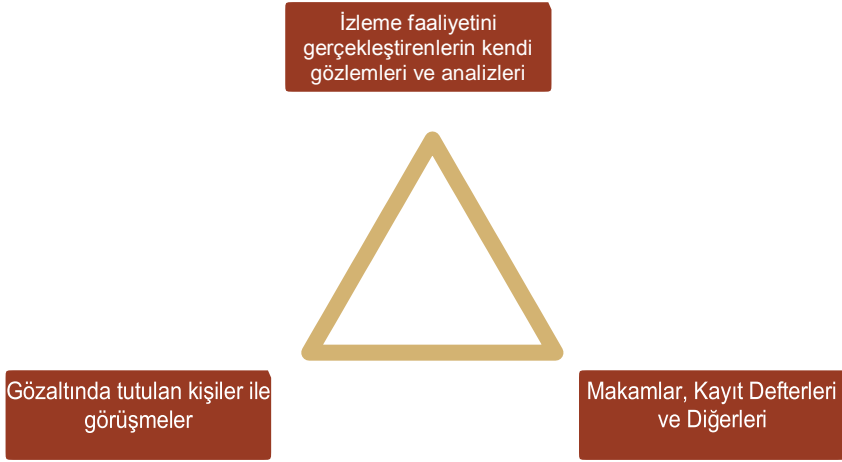 İzleme faaliyetini
gerçekleştirenlerin kendi
gözlemleri ve analizleri
Gözaltında tutulan kişiler ile
görüşmeler
Makamlar, Kayıt Defterleri
ve Diğerleri